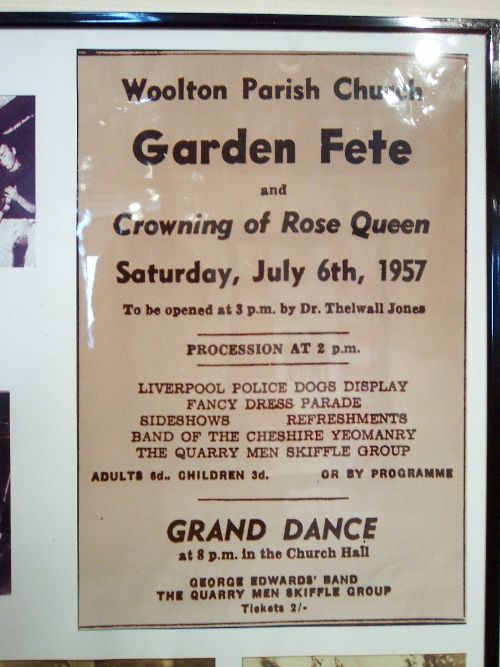 Woolton Parish Church
Garden Fete
and
Crowning of Rose Queen
Saturday, July 6th, 1957
To be opened at 3 p.m. by Dr. Thelwall Jones
PROCESSION AT 2 p.m.
LIVERPOOL POLICE DOGS DISPLAY
FANCY DRESS PARADE
SIDESHOWS REFRESHMENTS
BAND OF THE CHESHIRE YEOMANRY
THE QUARRY MEN SKIFFLE GROUP
ADULTS 6d., CHILDREN 3d. OR BY PROGRAMME
GRAND DANCE
at 8 p.m. in the Church Hall
GEORGE EDWARDS' BAND
THE QUARRY MEN SKIFFLE GROUP
Tickets 2/-